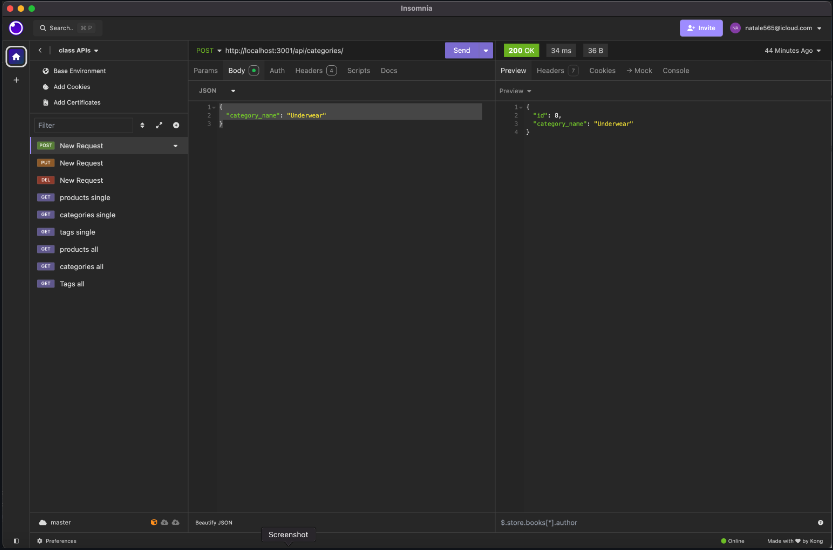 Insomnia
Search.. ⌘ P
Invite
natale565@icloud.com
class APIs
POST http://localhost:3001/api/categories/
Send
200 OK
34 ms
36 B
44 Minutes Ago
Base Environment
Add Cookies
Add Certificates
Params
Body
Auth
Headers 4
Scripts
Docs
Preview
Headers 7
Cookies
→ Mock
Console
JSON
Preview
Filter
1 {
2 "category_name": "Underwear"
3 }
1 {
2 "id": 8,
3 "category_name": "Underwear"
4 }
POST New Request
PUT New Request
DEL New Request
GET products single
GET categories single
GET tags single
GET products all
GET categories all
GET Tags all
master
Beautify JSON
$.store.books[*].author
Screenshot
Preferences
Online
Made with ♥ by Kong